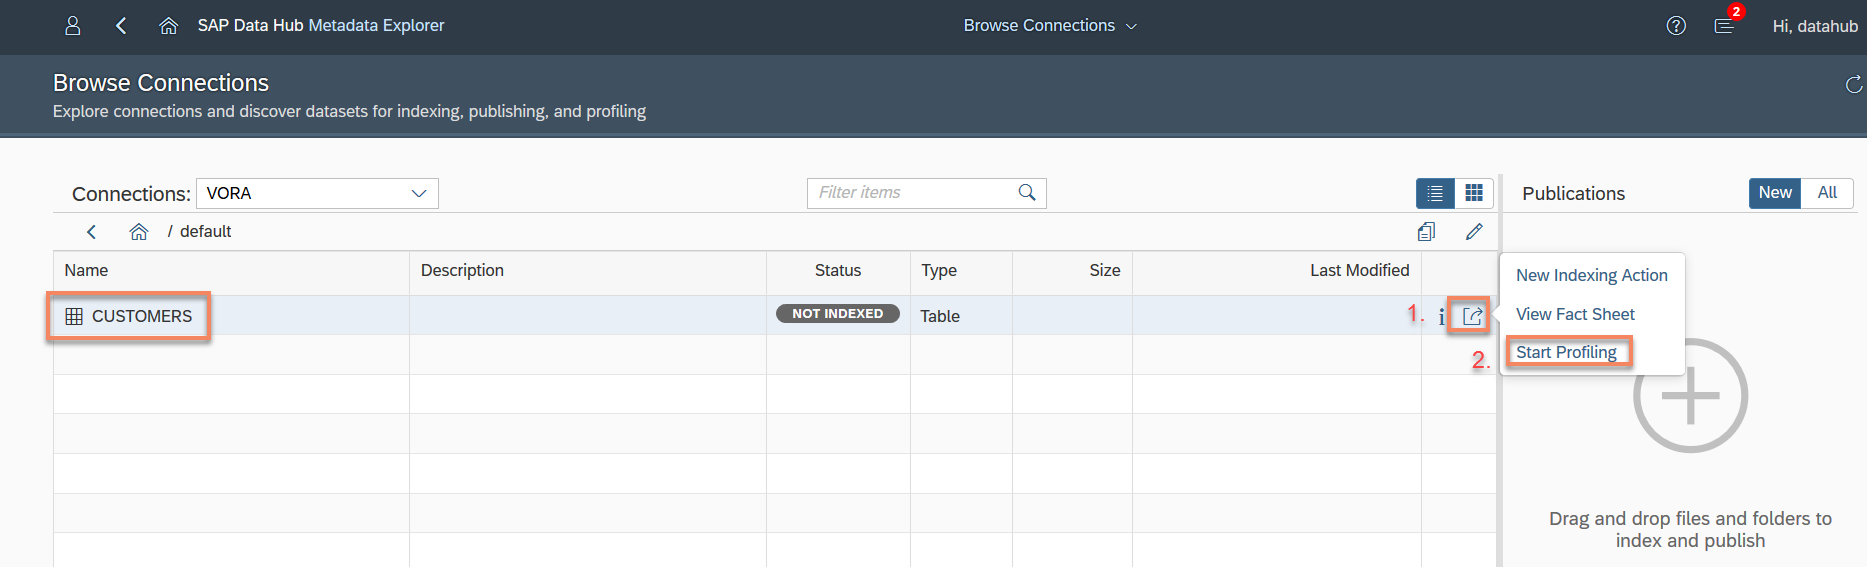 SAP Data Hub Metadata Explorer
Browse Connections
2
Hi, datahub
Browse Connections
Explore connections and discover datasets for indexing, publishing, and profiling
Connections: VORA
Filter items
Publications
New
All
/ default
Name
Description
Status
Type
Size
Last Modified
CUSTOMERS
NOT INDEXED
Table
1.
New Indexing Action
View Fact Sheet
2.
Start Profiling
Drag and drop files and folders to
index and publish